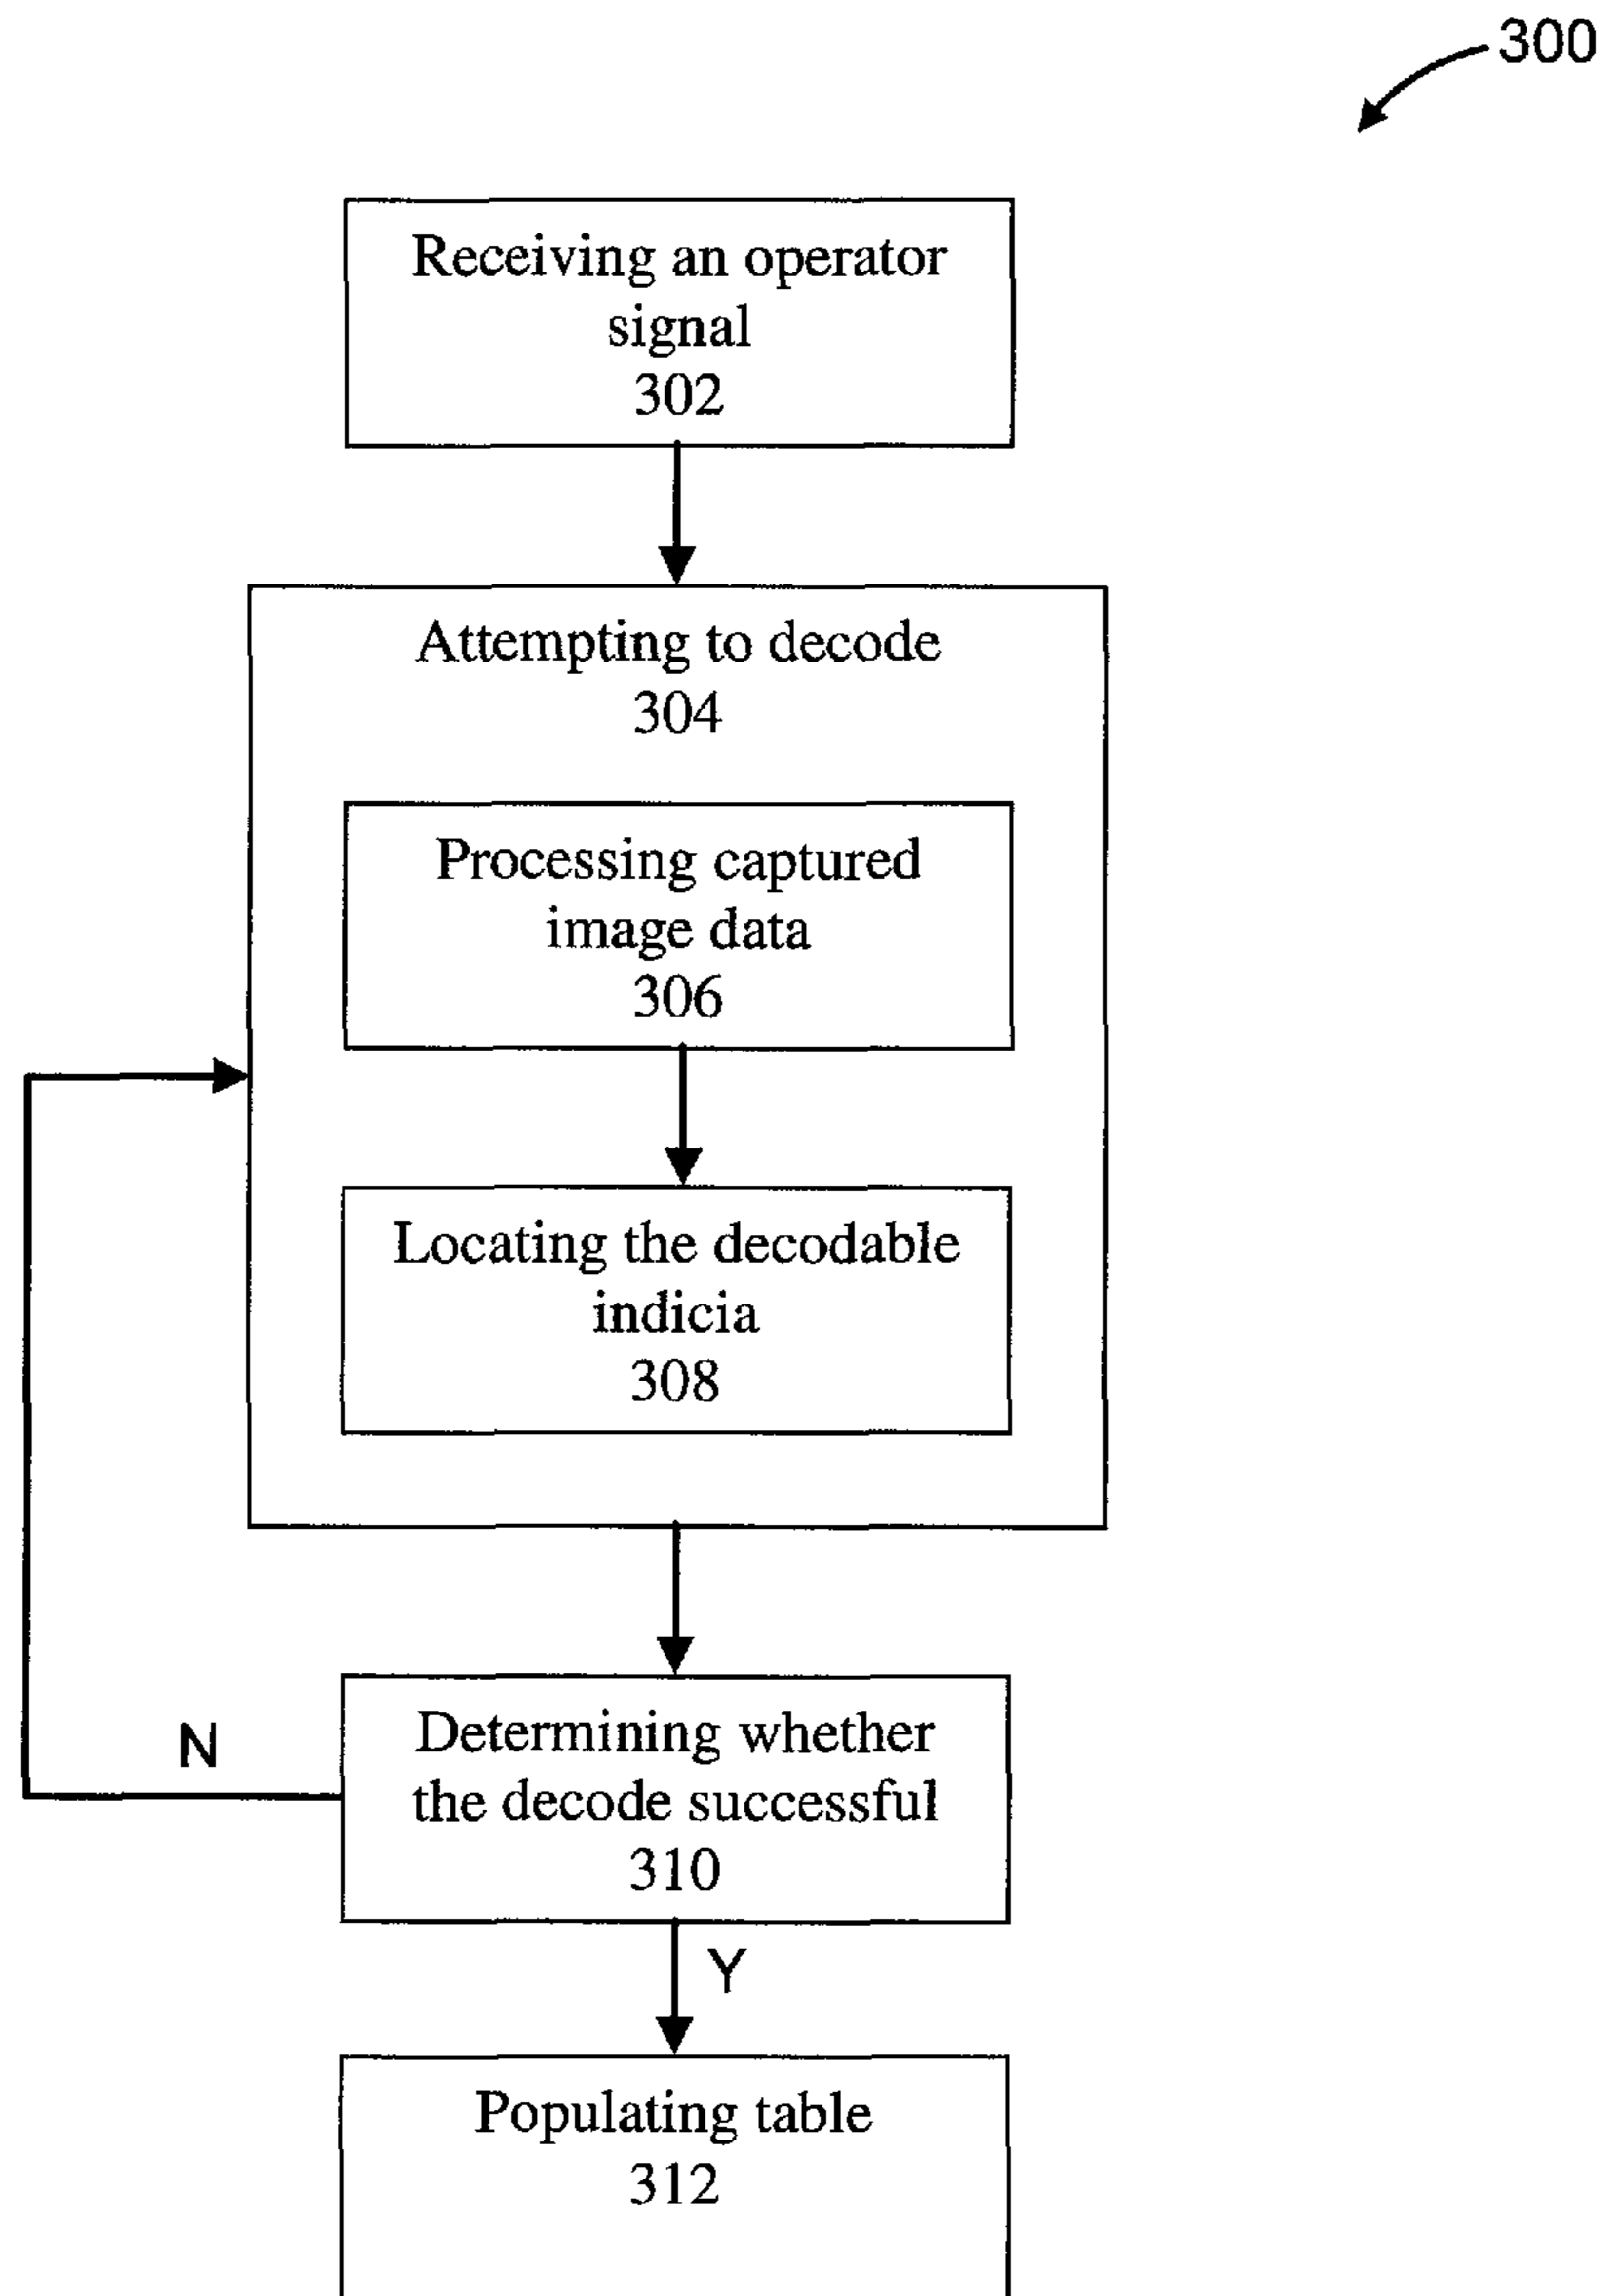 300
Receiving an operator
signal
302
Attempting to decode
304
Processing captured
image data
306
Locating the decodable
indicia
308
Determining whether
the decode successful
310
N
Y
Populating table
312